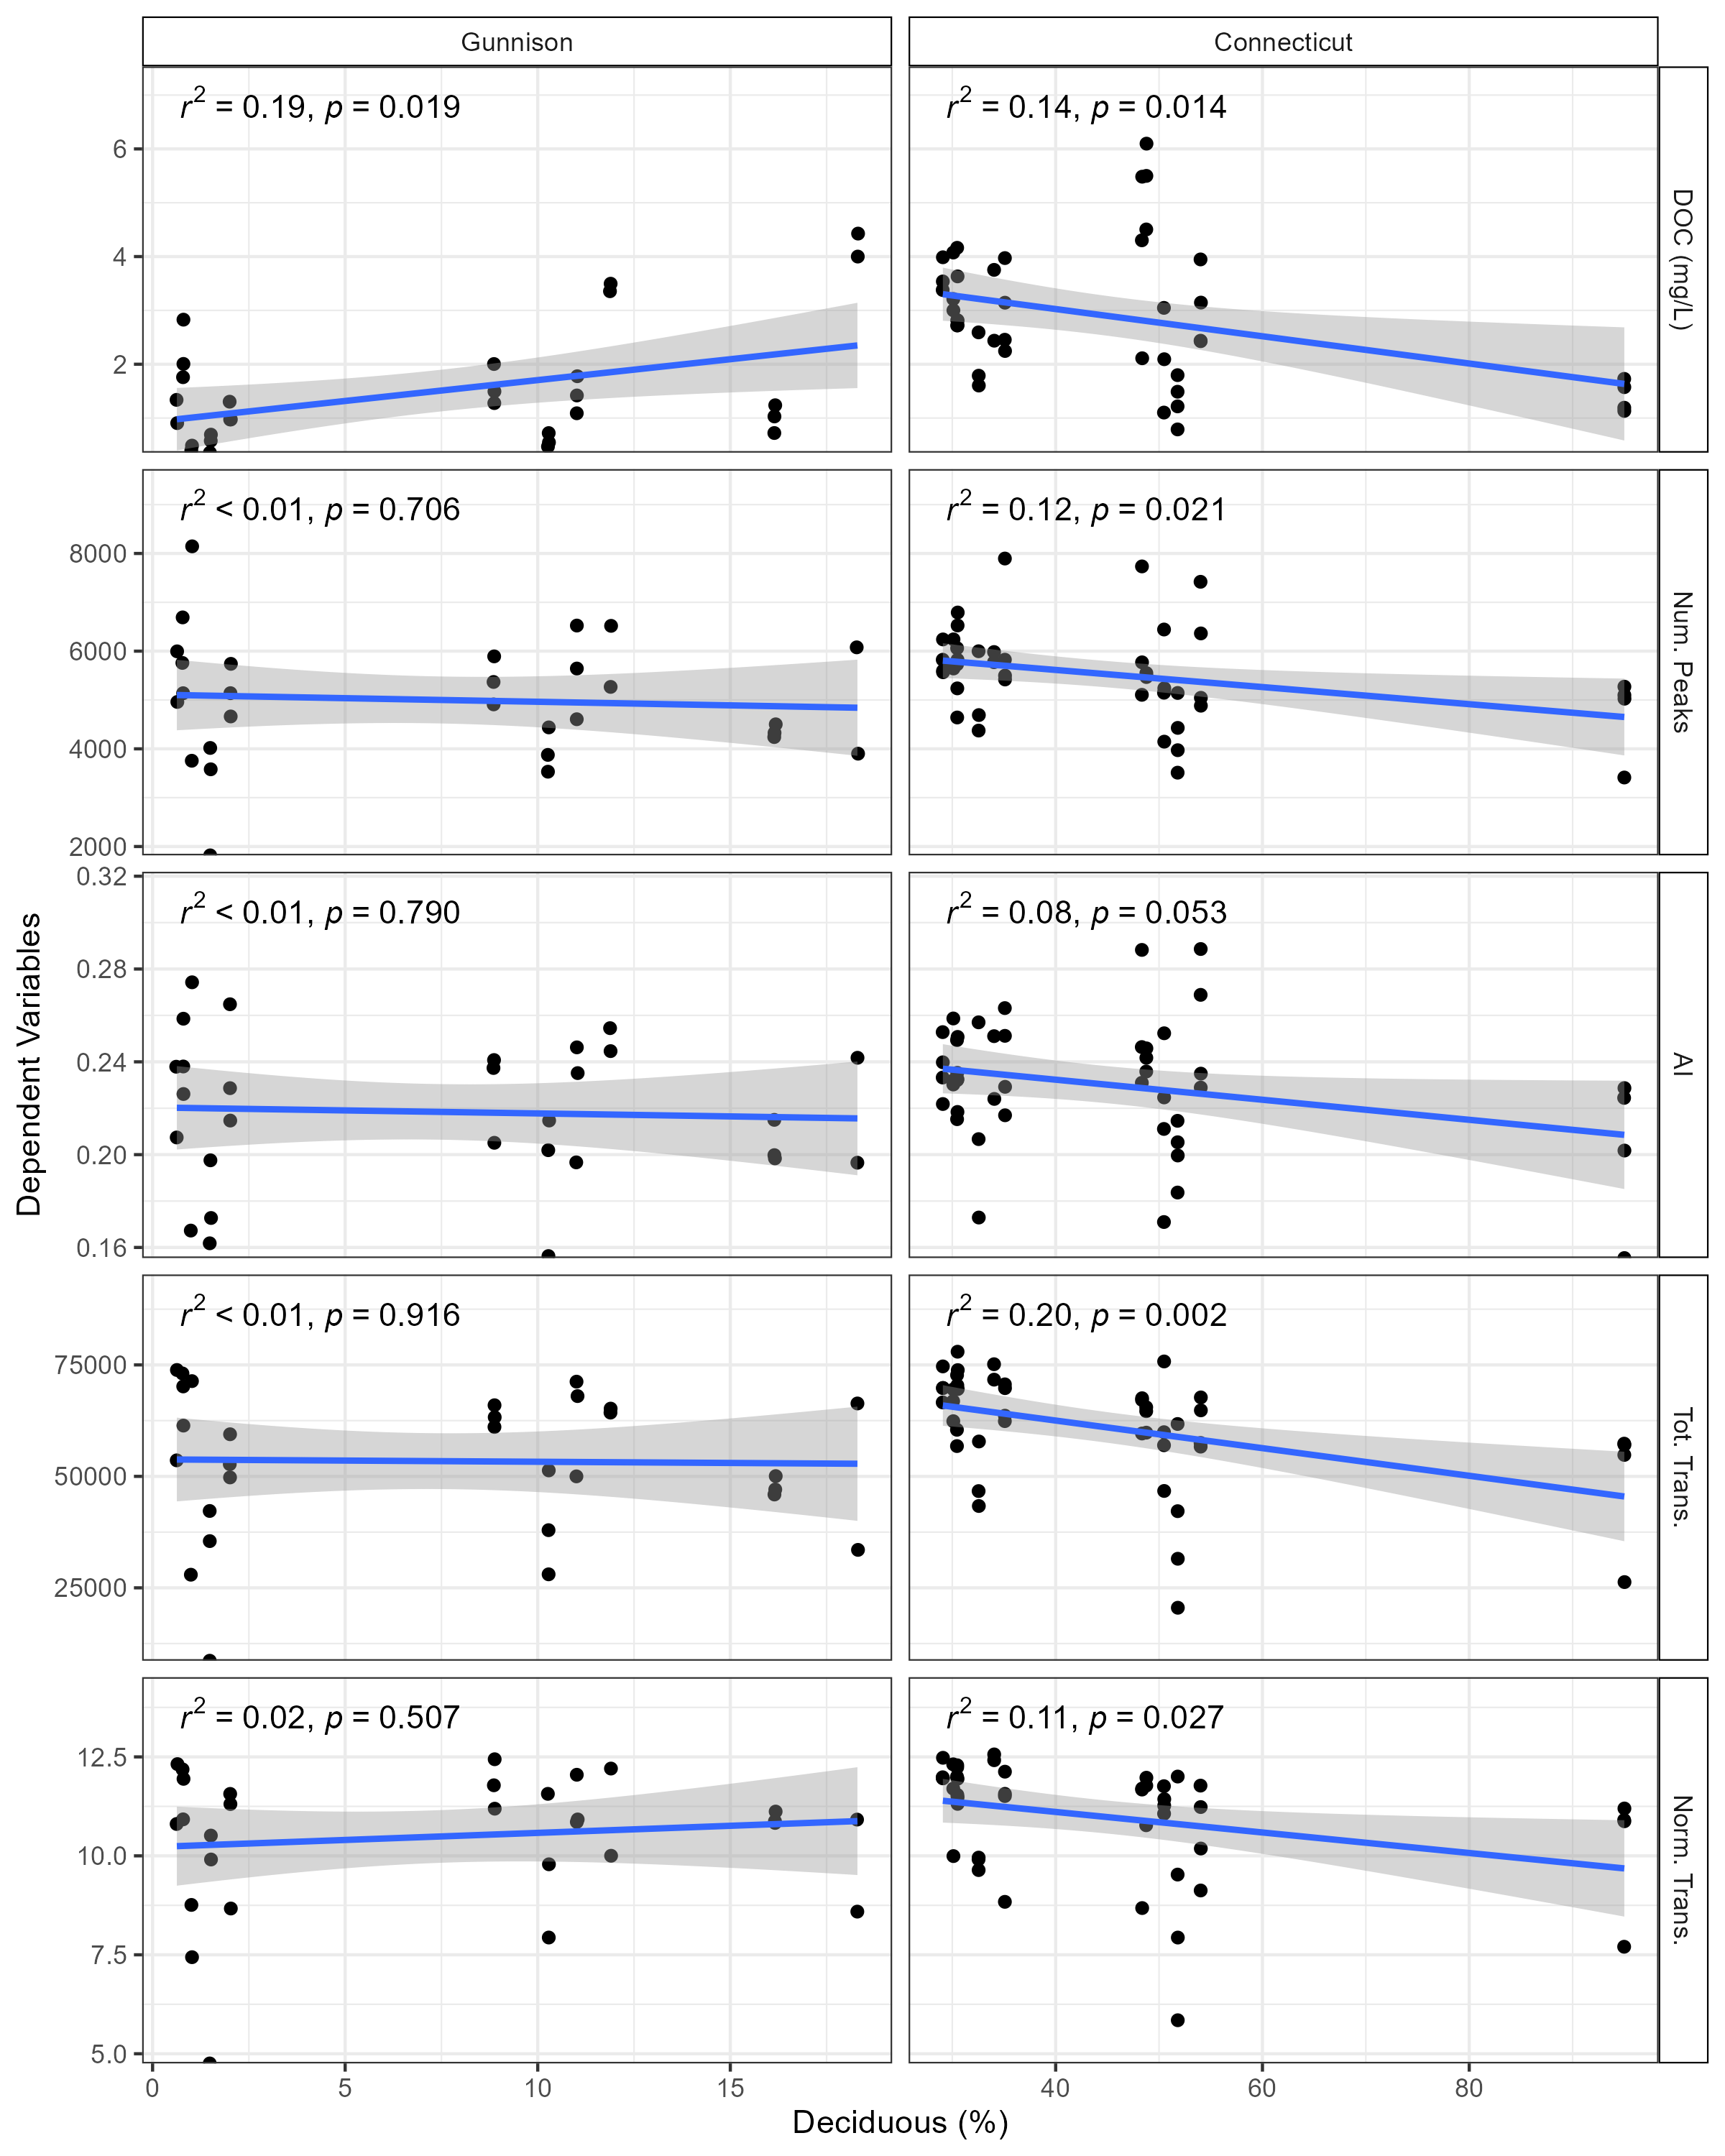 Gunnison
Connecticut
r² = 0.19, p = 0.019
r² = 0.14, p = 0.014
6
4
2
DOC (mg/L)
r² < 0.01, p = 0.706
r² = 0.12, p = 0.021
8000
6000
4000
2000
Num. Peaks
r² < 0.01, p = 0.790
r² = 0.08, p = 0.053
0.32
0.28
0.24
0.20
0.16
AI
Dependent Variables
r² < 0.01, p = 0.916
r² = 0.20, p = 0.002
75000
50000
25000
Tot. Trans.
r² = 0.02, p = 0.507
r² = 0.11, p = 0.027
12.5
10.0
7.5
5.0
Norm. Trans.
0 5 10 15
40 60 80
Deciduous (%)